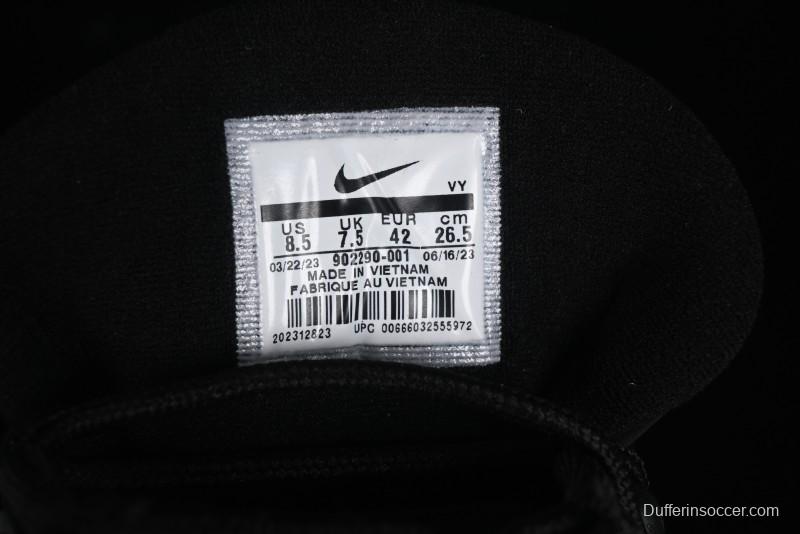 VY
US UK EUR cm
8.5 7.5 42 26.5
03/22/23 902290-001 06/16/23
MADE IN VIETNAM
FABRIQUE AU VIETNAM
202312823 UPC 00666032555972
Dufferinsoccer.com